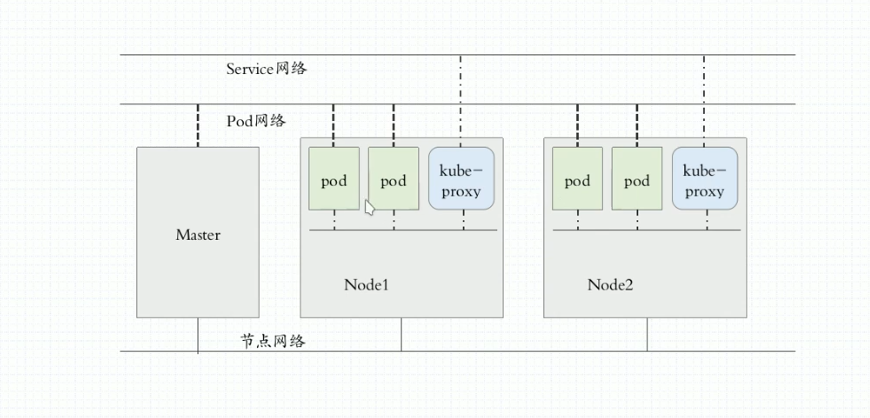 Service网络
Pod网络
pod
pod
kube-
proxy
pod
pod
kube-
proxy
Master
Node1
Node2
节点网络